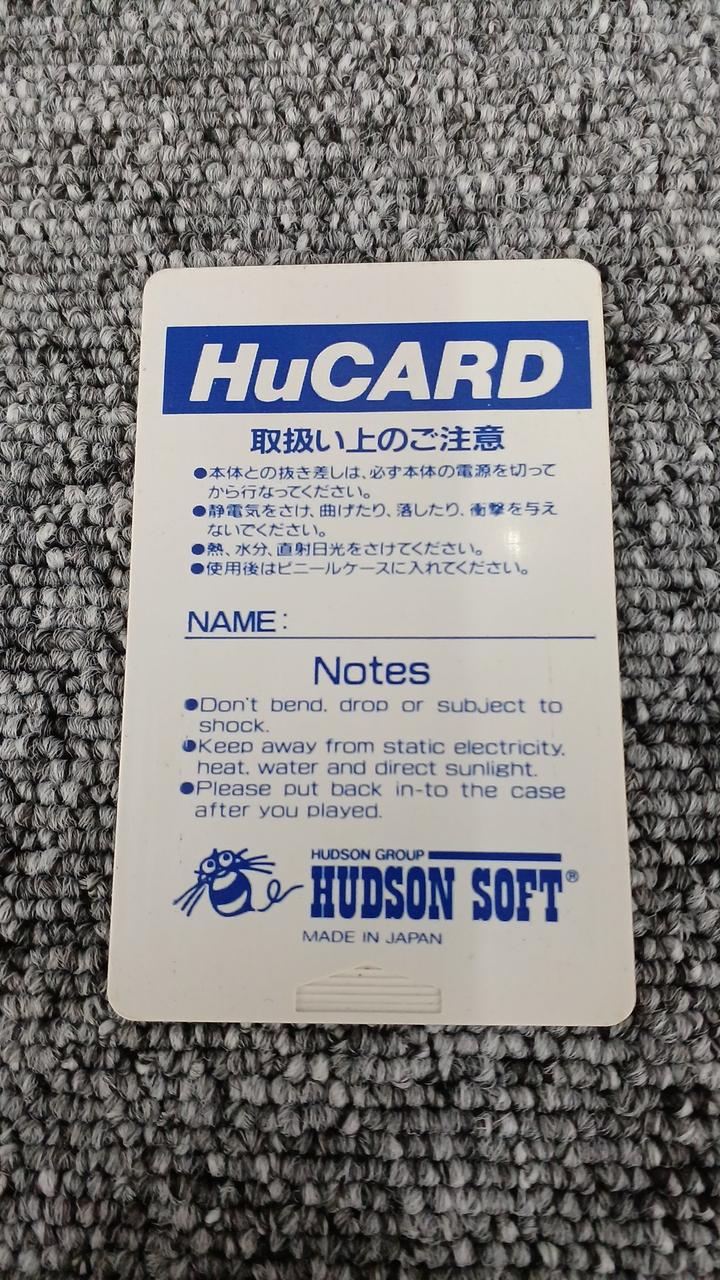 HuCARD
取扱い上のご注意
●本体との抜き差しは、必ず本体の電源を切って
から行なってください。
●静電気をさけ、曲げたり、落したり、衝撃を与え
ないでください。
●熱、水分、直射日光をさけてください。
●使用後はビニールケースに入れてください。
NAME:
Notes
●Don't bend, drop or subject to
shock.
●Keep away from static electricity,
heat, water and direct sunlight.
●Please put back in-to the case
after you played.
HUDSON GROUP
HUDSON SOFT®
MADE IN JAPAN